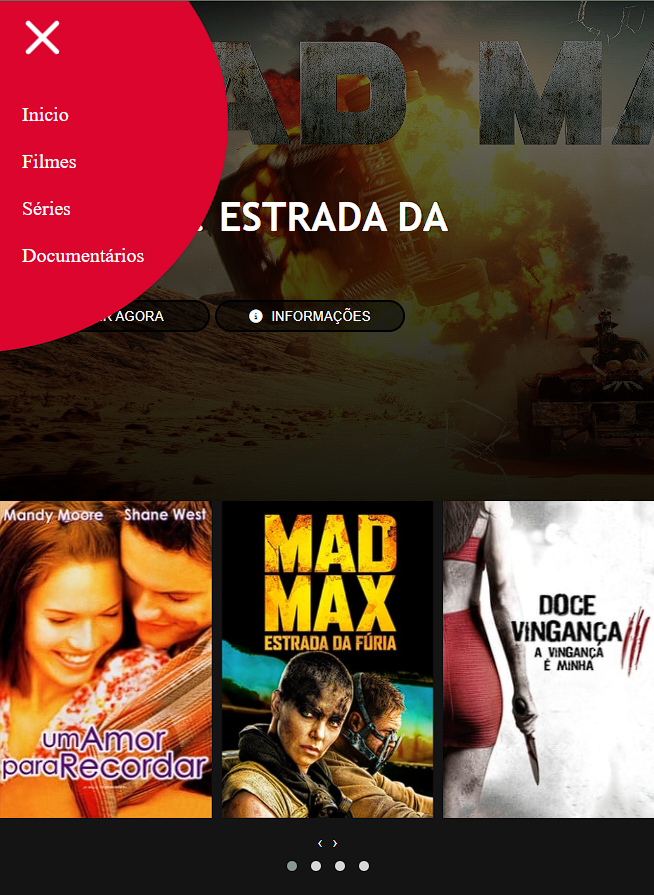 AD MA
Inicio
Filmes
Séries
Documentários
: ESTRADA DA
R AGORA
INFORMAÇÕES
Mandy Moore Shane West
um Amor
para Recordar
MAD
MAX
ESTRADA DA FÚRIA
DOCE
VINGANÇA III
A VINGANÇA
É MINHA
‹ ›